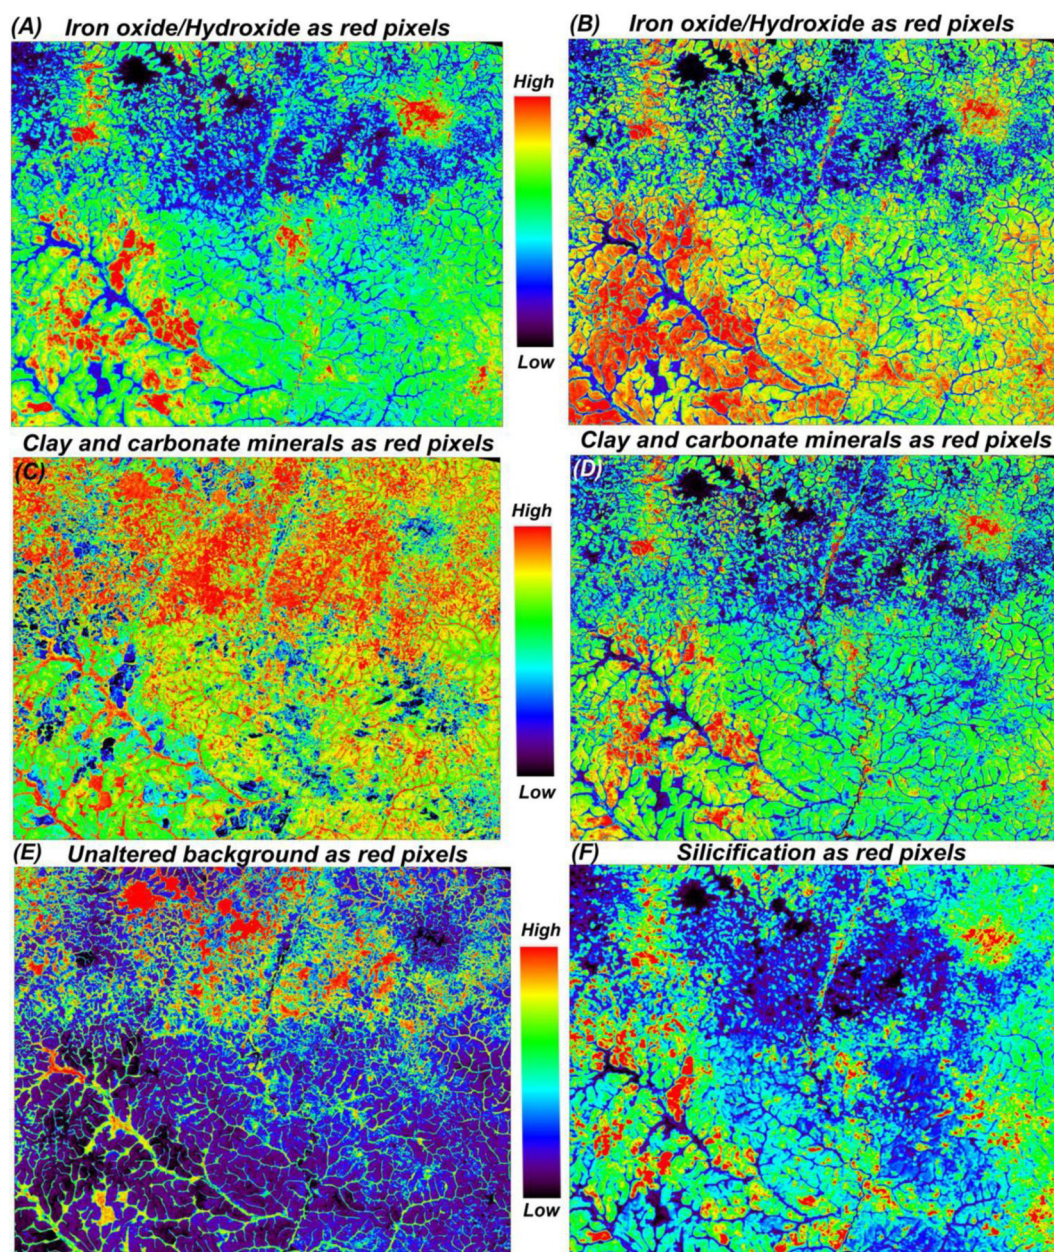 (A) Iron oxide/Hydroxide as red pixels
(B) Iron oxide/Hydroxide as red pixels
High
Low
Clay and carbonate minerals as red pixels
(C)
Clay and carbonate minerals as red pixels
(D)
High
Low
(E) Unaltered background as red pixels
(F) Silicification as red pixels
High
Low